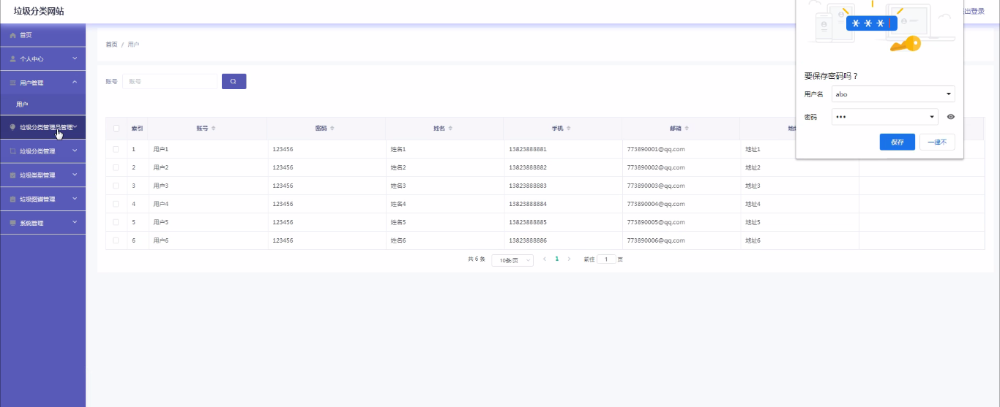 垃圾分类网站
出登录
首页
个人中心
用户管理
用户
垃圾分类管理员管理
垃圾分类管理
垃圾类型管理
垃圾图谱管理
系统管理
首页 / 用户
账号 账号
索引 账号 密码 姓名 手机 邮箱
1 用户1 123456 姓名1 13823888881 773890001@qq.com 地址1
2 用户2 123456 姓名2 13823888882 773890002@qq.com 地址2
3 用户3 123456 姓名3 13823888883 773890003@qq.com 地址3
4 用户4 123456 姓名4 13823888884 773890004@qq.com 地址4
5 用户5 123456 姓名5 13823888885 773890005@qq.com 地址5
6 用户6 123456 姓名6 13823888886 773890006@qq.com 地址6
共 6 条 10条/页 1 前往 1 页
***
要保存密码吗？
用户名 abo
密码 •••
保存 一律不